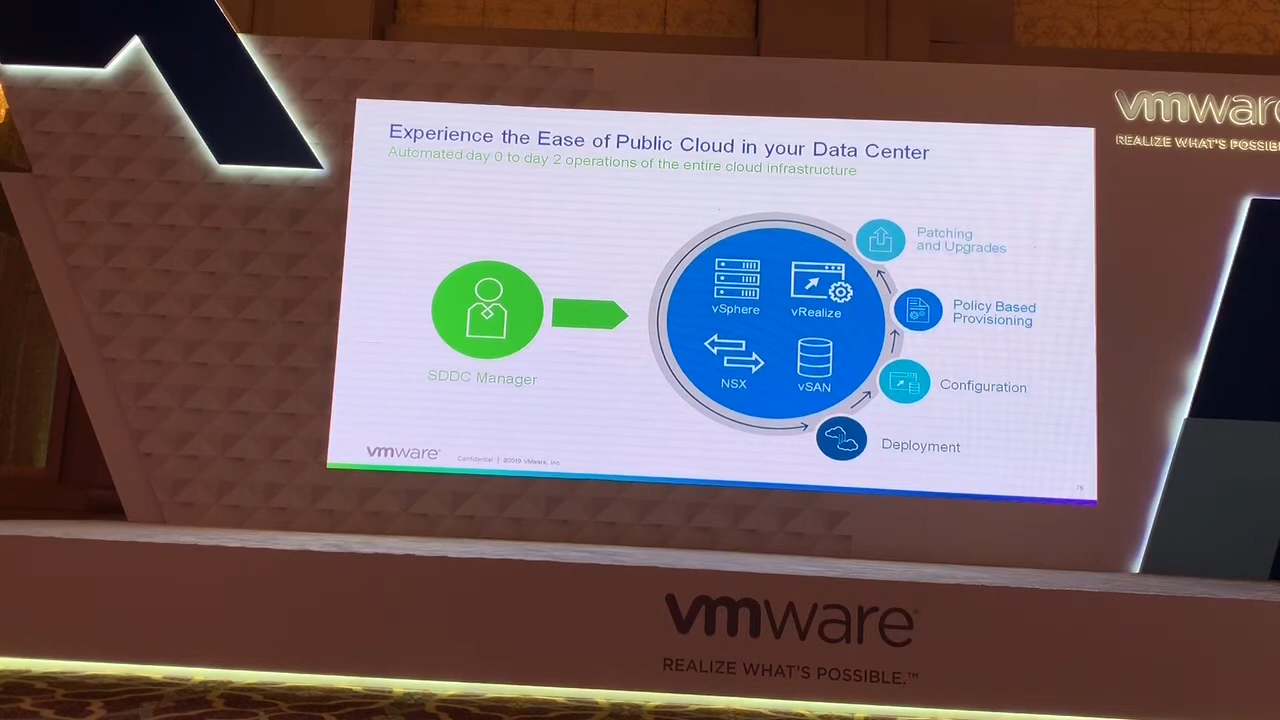 vmware
REALIZE WHAT'S POSSIBL
Experience the Ease of Public Cloud in your Data Center
Automated day 0 to day 2 operations of the entire cloud infrastructure
SDDC Manager
vSphere
vRealize
NSX
vSAN
Patching
and Upgrades
Policy Based
Provisioning
Configuration
Deployment
vmware®
Confidential | ©2019 VMware, Inc.
vmware®
REALIZE WHAT'S POSSIBLE.™